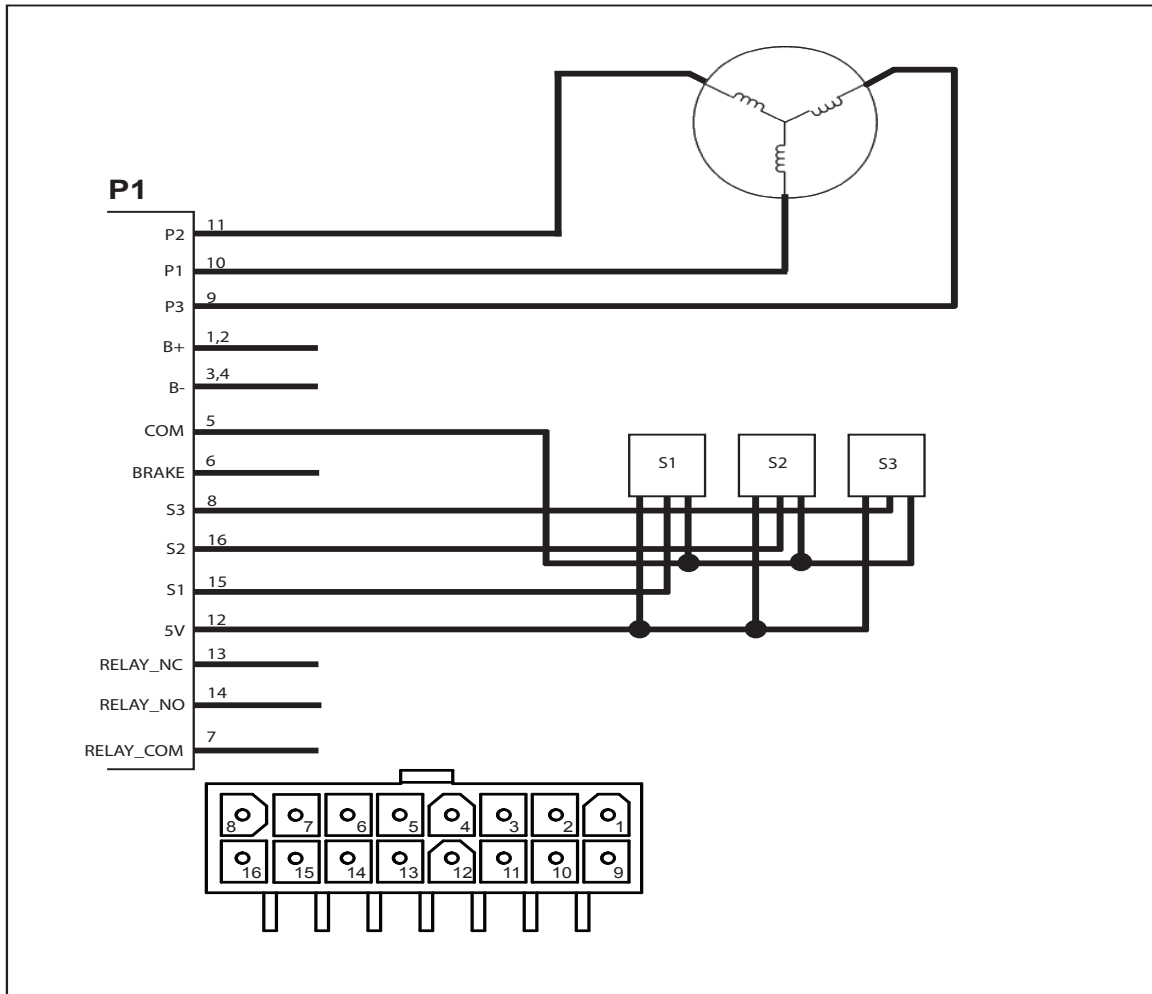 P1
P2 11
P1 10
P3 9
B+ 1,2
B- 3,4
COM 5
BRAKE 6
S3 8
S2 16
S1 15
5V 12
RELAY_NC 13
RELAY_NO 14
RELAY_COM 7
S1 S2 S3
8 7 6 5 4 3 2 1
16 15 14 13 12 11 10 9